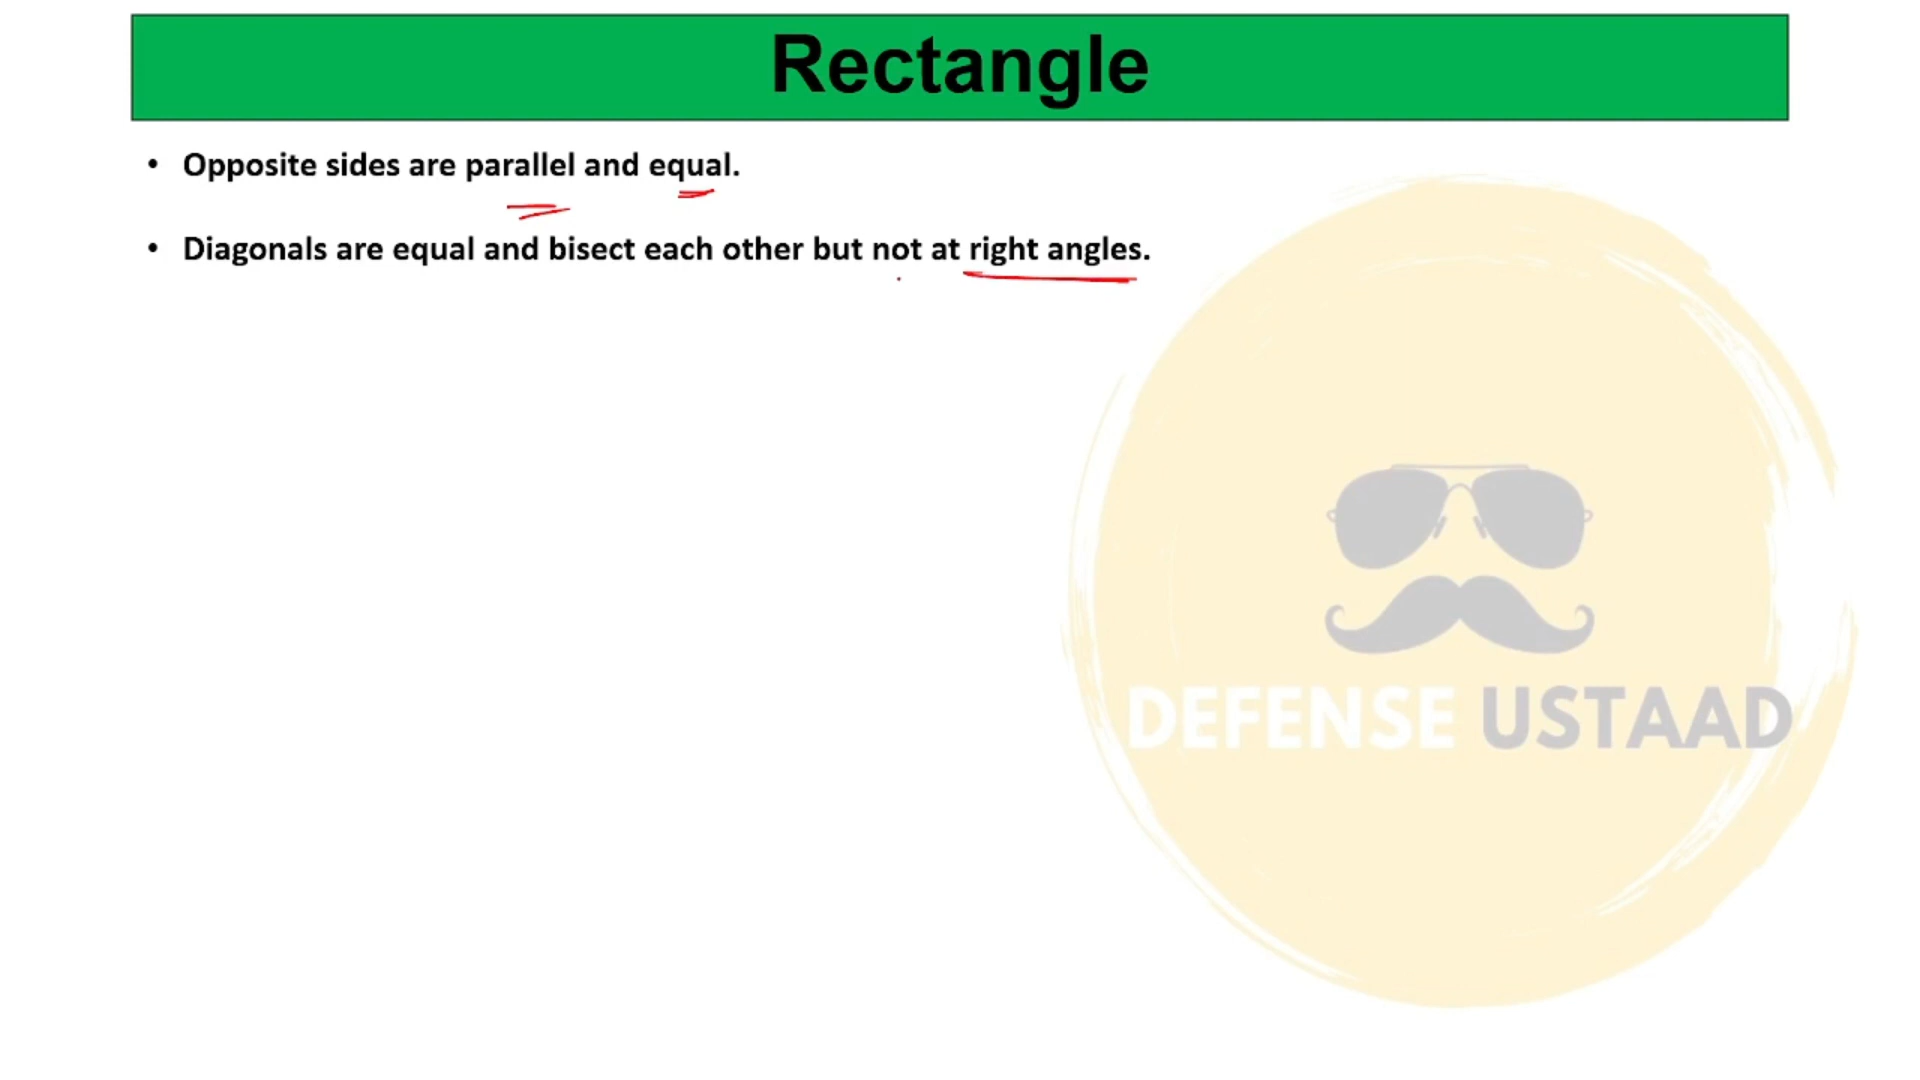 Rectangle
• Opposite sides are parallel and equal.
• Diagonals are equal and bisect each other but not at right angles.
DEFENSE USTAAD